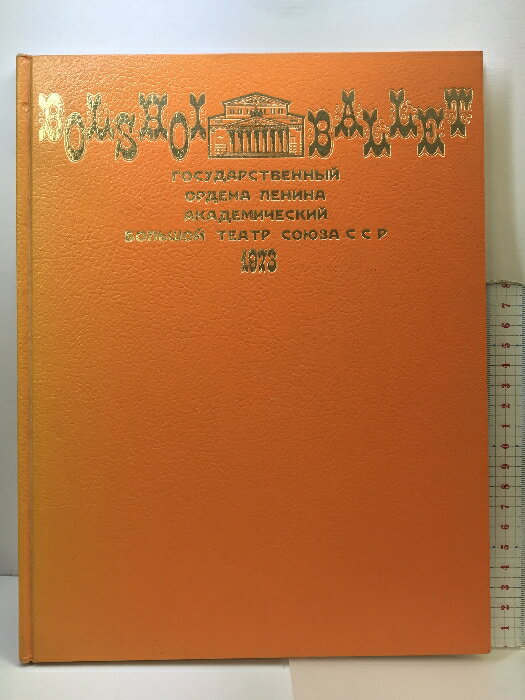 BOLSHOI BALLET
ГОСУДАРСТВЕННЫЙ
ОРДЕНА ЛЕНИНА
АКАДЕМИЧЕСКИЙ
БОЛЬШОЙ ТЕАТР СОЮЗА С С Р
1973